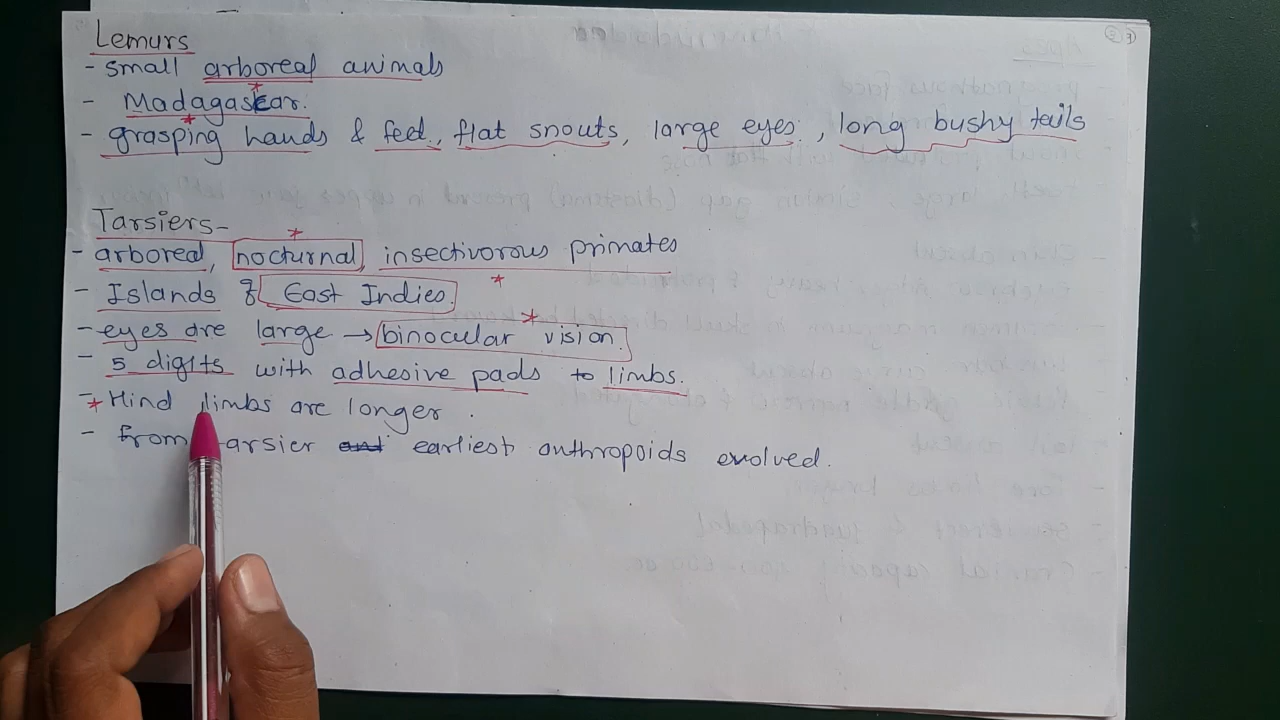 Lemurs
- small arboreal animals
- Madagascar.
- grasping hands & feet, flat snouts, large eyes, long bushy tails
Tarsiers-
- arboreal, nocturnal, insectivorous primates
- Islands of East Indies.
- eyes are large → binocular vision.
- 5 digits with adhesive pads to limbs.
- Hind limbs are longer.
- from tarsier earliest anthropoids evolved.